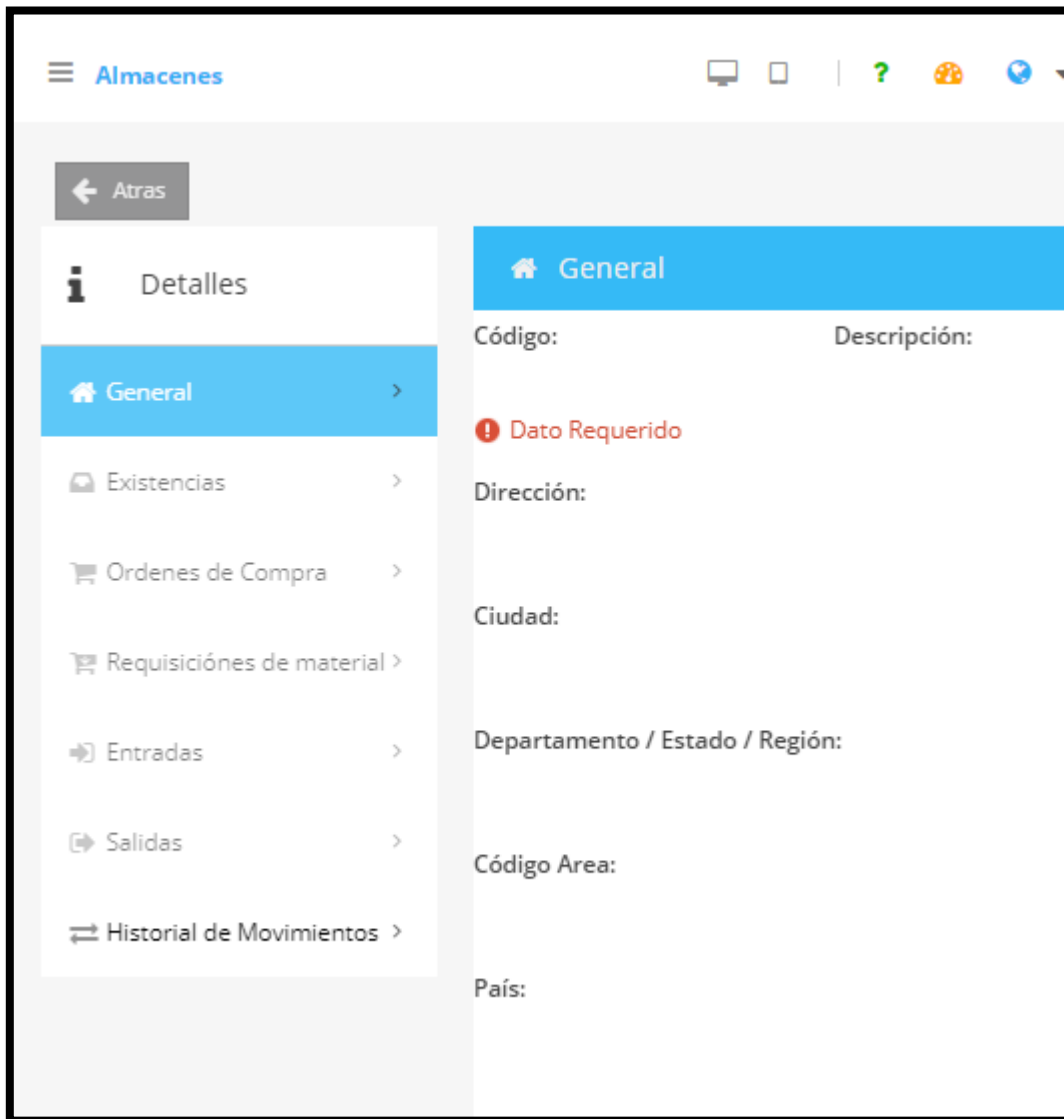 Almacenes
?
Atras
Detalles
General
Existencias
Ordenes de Compra
Requisiciónes de material
Entradas
Salidas
Historial de Movimientos
General
Código: Descripción:
Dato Requerido
Dirección:
Ciudad:
Departamento / Estado / Región:
Código Area:
País: